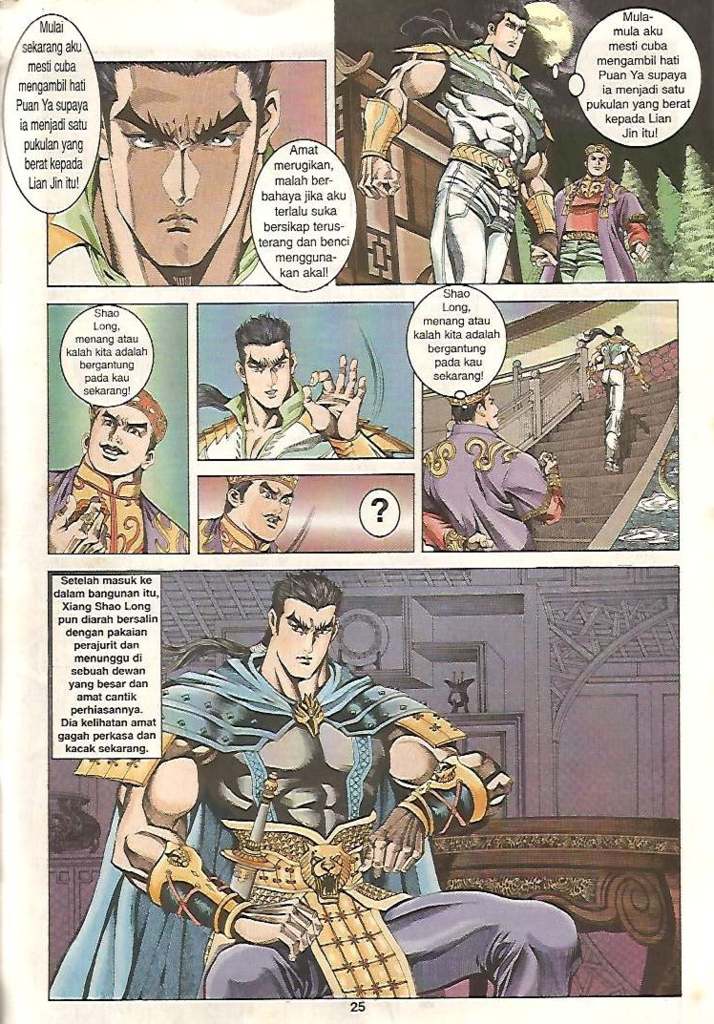 Mulai
sekarang aku
mesti cuba
mengambil hati
Puan Ya supaya
ia menjadi satu
pukulan yang
berat kepada
Lian Jin itu!
Amat
merugikan,
malah ber-
bahaya jika aku
terlalu suka
bersikap terus-
terang dan benci
mengguna-
kan akal!
Mula-
mula aku
mesti cuba
mengambil hati
Puan Ya supaya
ia menjadi satu
pukulan yang berat
kepada Lian
Jin itu!
Shao
Long,
menang atau
kalah kita adalah
bergantung
pada kau
sekarang!
?
Shao
Long,
menang atau
kalah kita adalah
bergantung
pada kau
sekarang!
Setelah masuk ke
dalam bangunan itu,
Xiang Shao Long
pun diarah bersalin
dengan pakaian
perajurit dan
menunggu di
sebuah dewan
yang besar dan
amat cantik
perhiasannya.
Dia kelihatan amat
gagah perkasa dan
kacak sekarang.
25